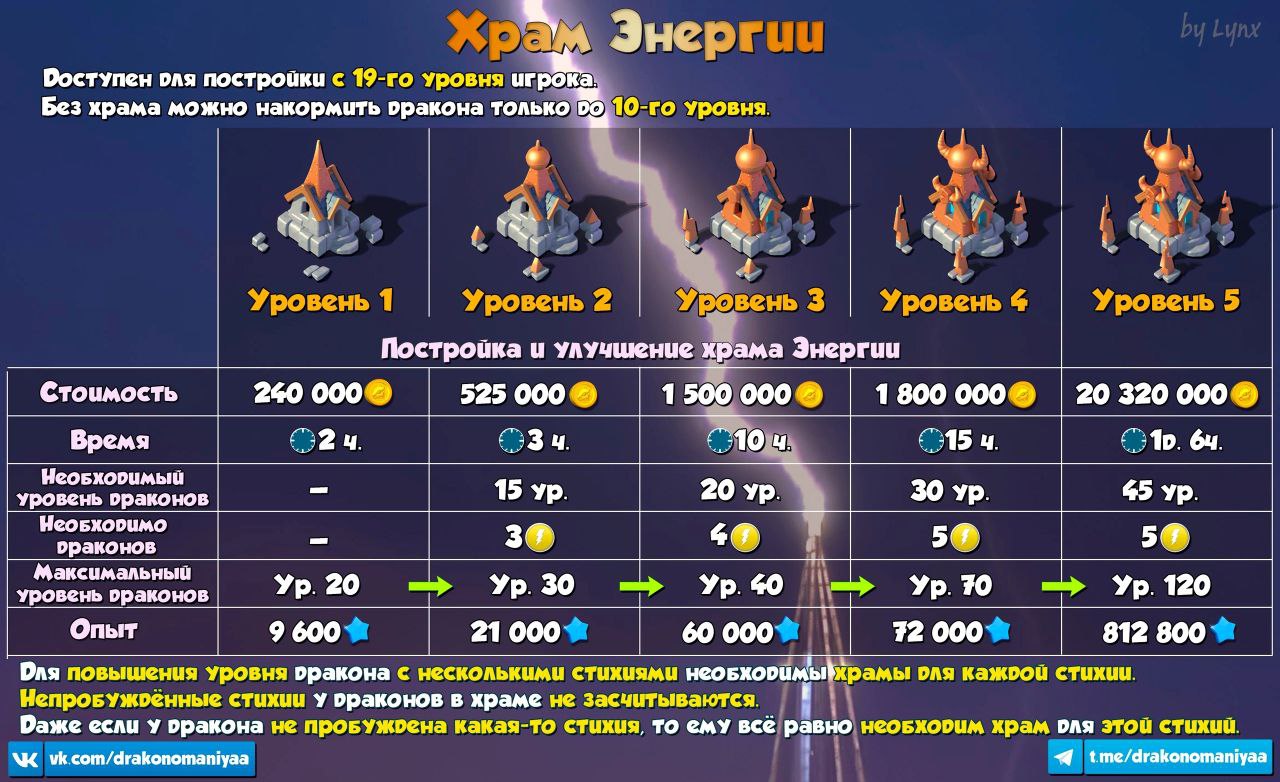 Храм Энергии
by Lynx
Доступен для постройки с 19-го уровня игрока.
Без храма можно накормить дракона только до 10-го уровня.
Уровень 1 Уровень 2 Уровень 3 Уровень 4 Уровень 5
Постройка и улучшение храма Энергии
Стоимость 240 000 525 000 1 500 000 1 800 000 20 320 000
Время 2 ч. 3 ч. 10 ч. 15 ч. 1д. 6ч.
Необходимый
уровень драконов – 15 ур. 20 ур. 30 ур. 45 ур.
Необходимо
драконов – 3 4 5 5
Максимальный
уровень драконов Ур. 20 Ур. 30 Ур. 40 Ур. 70 Ур. 120
Опыт 9 600 21 000 60 000 72 000 812 800
Для повышения уровня дракона с несколькими стихиями необходимы храмы для каждой стихии.
Непробуждённые стихии у драконов в храме не засчитываются.
Даже если у дракона не пробуждена какая-то стихия, то ему всё равно необходим храм для этой стихий.
vk.com/drakonomaniyaa
t.me/drakonomaniyaa